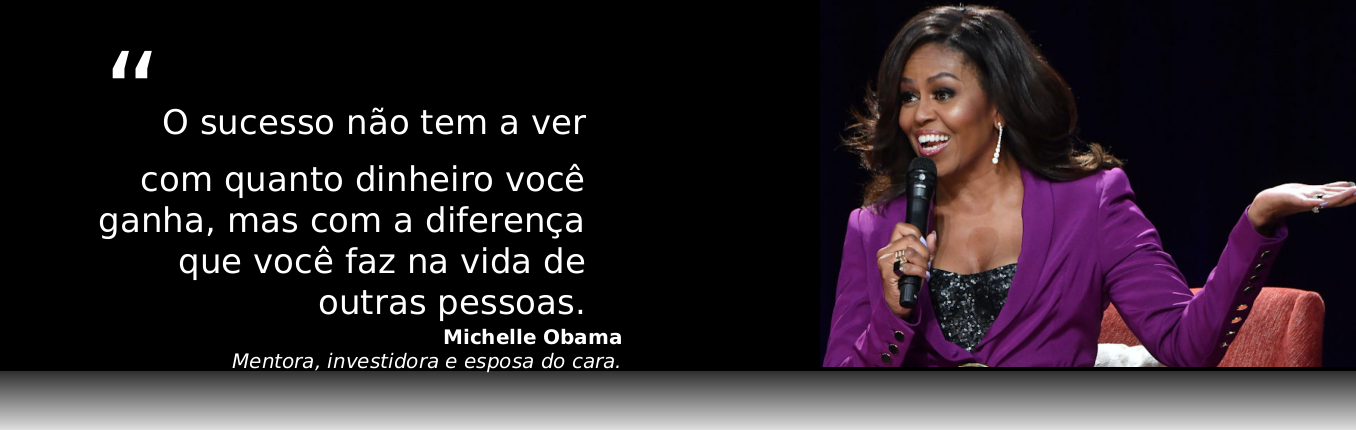 “
O sucesso não tem a ver
com quanto dinheiro você
ganha, mas com a diferença
que você faz na vida de
outras pessoas.
Michelle Obama
Mentora, investidora e esposa do cara.